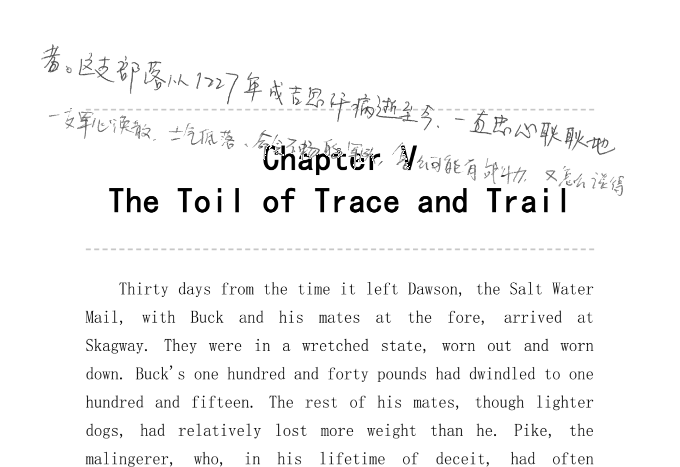 者。这支部落从1227年成吉思汗病逝至今，一直忠心耿耿地
一支军心涣散、士气低落、
怎么可能有战斗力，又怎么谈得
Chapter V
The Toil of Trace and Trail
Thirty days from the time it left Dawson, the Salt Water
Mail, with Buck and his mates at the fore, arrived at
Skagway. They were in a wretched state, worn out and worn
down. Buck's one hundred and forty pounds had dwindled to one
hundred and fifteen. The rest of his mates, though lighter
dogs, had relatively lost more weight than he. Pike, the
malingerer, who, in his lifetime of deceit, had often